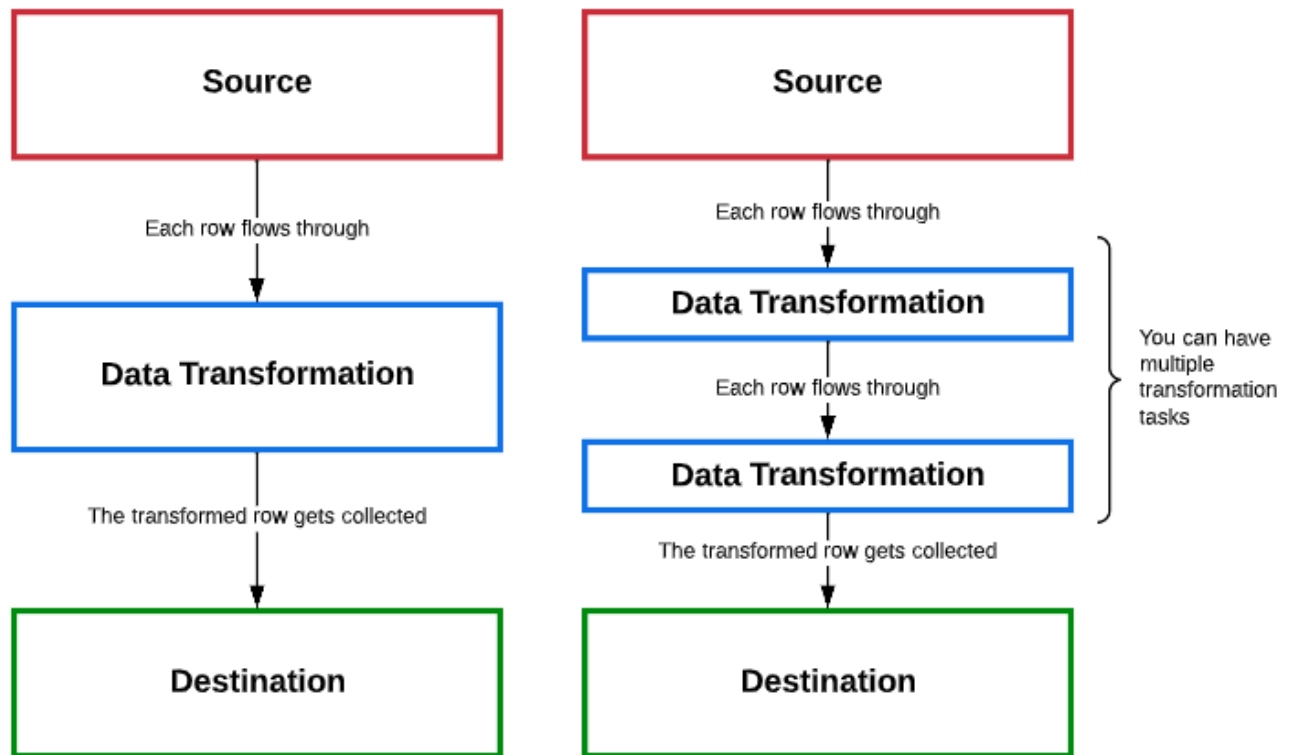 Source
Each row flows through
Data Transformation
The transformed row gets collected
Destination
Source
Each row flows through
Data Transformation
Each row flows through
Data Transformation
The transformed row gets collected
Destination
You can have
multiple
transformation
tasks